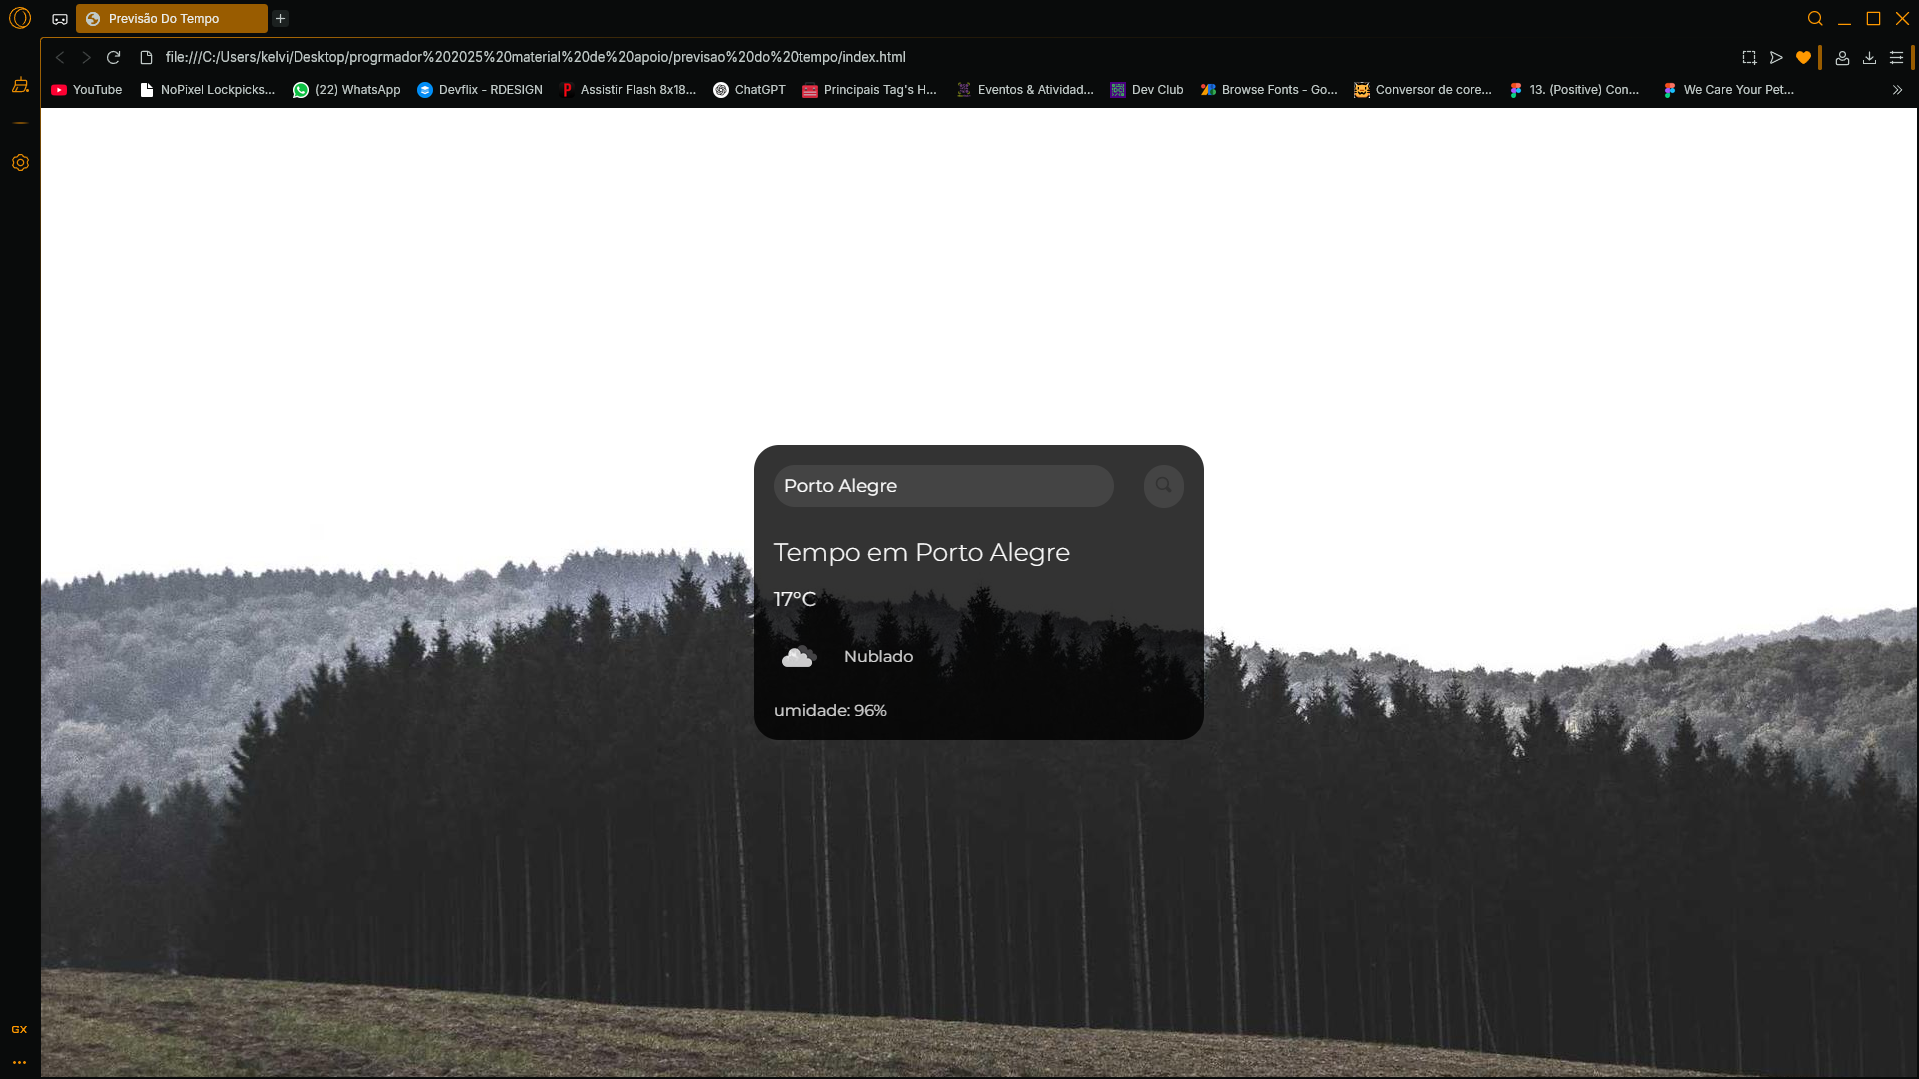 Previsão Do Tempo
file:///C:/Users/kelvi/Desktop/progrmador%202025%20material%20de%20apoio/previsao%20do%20tempo/index.html
YouTube NoPixel Lockpicks... (22) WhatsApp Devflix - RDESIGN Assistir Flash 8x18... ChatGPT Principais Tag's H... Eventos & Atividad... Dev Club Browse Fonts - Go... Conversor de core... 13. (Positive) Con... We Care Your Pet...
Porto Alegre
Tempo em Porto Alegre
17°C
Nublado
umidade: 96%
GX